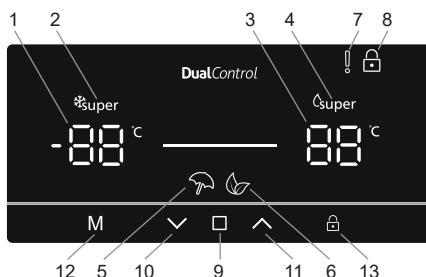 1 2 3 4 7 8
DualControl
super super
-88 °C 88 °C
M
12 5 10 9 11 6 13